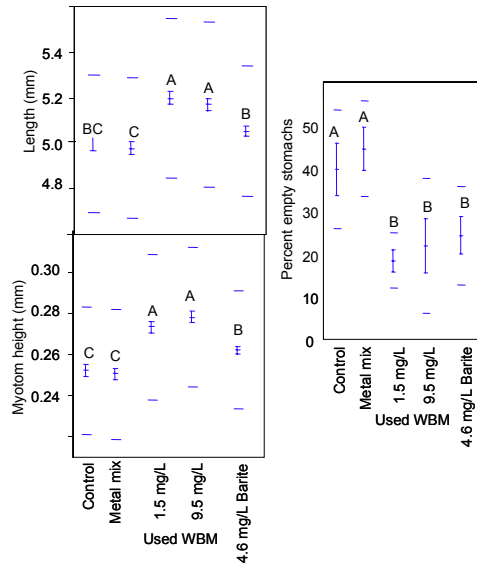 Length (mm)
5.4
5.2
5.0
4.8
BC
C
A
A
B
Myotom height (mm)
0.30
0.28
0.26
0.24
C
C
A
A
B
Control
Metal mix
1.5 mg/L
9.5 mg/L
4.6 mg/L Barite
Used WBM
Percent empty stomachs
50
40
30
20
10
0
A
A
B
B
B
Control
Metal mix
1.5 mg/L
9.5 mg/L
4.6 mg/L Barite
Used WBM